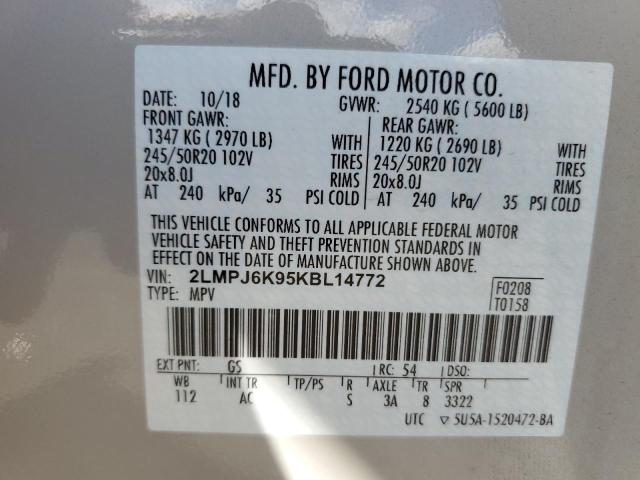 MFD. BY FORD MOTOR CO.
DATE: 10/18 GVWR: 2540 KG ( 5600 LB)
FRONT GAWR: REAR GAWR:
1347 KG ( 2970 LB) WITH 1220 KG ( 2690 LB) WITH
245/50R20 102V TIRES 245/50R20 102V TIRES
20x8.0J RIMS 20x8.0J RIMS
AT 240 kPa/ 35 PSI COLD AT 240 kPa/ 35 PSI COLD
THIS VEHICLE CONFORMS TO ALL APPLICABLE FEDERAL MOTOR
VEHICLE SAFETY AND THEFT PREVENTION STANDARDS IN
EFFECT ON THE DATE OF MANUFACTURE SHOWN ABOVE.
VIN: 2LMPJ6K95KBL14772 F0208
TYPE: MPV T0158
EXT PNT: GS RC: 54 DSO:
WB INT TR TP/PS R AXLE TR SPR
112 AC S 3A 8 3322
UTC ▽ 5U5A-1520472-BA